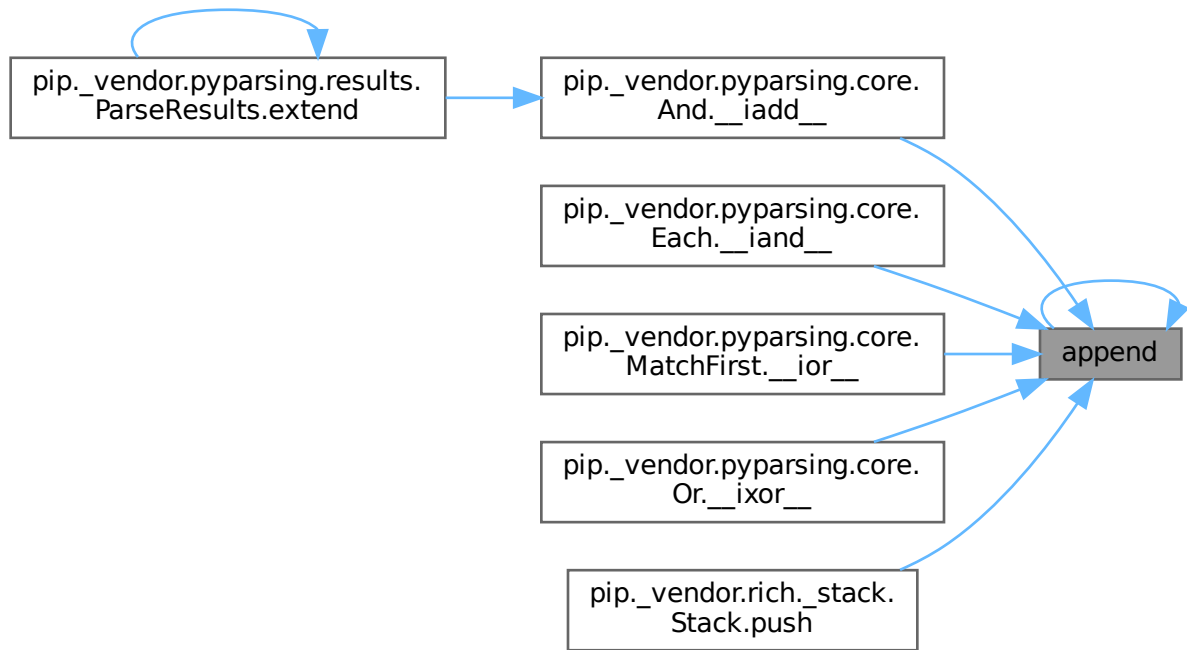 pip._vendor.pyparsing.results.
ParseResults.extend
pip._vendor.pyparsing.core.
And.__iadd__
pip._vendor.pyparsing.core.
Each.__iand__
pip._vendor.pyparsing.core.
MatchFirst.__ior__
pip._vendor.pyparsing.core.
Or.__ixor__
pip._vendor.rich._stack.
Stack.push
append